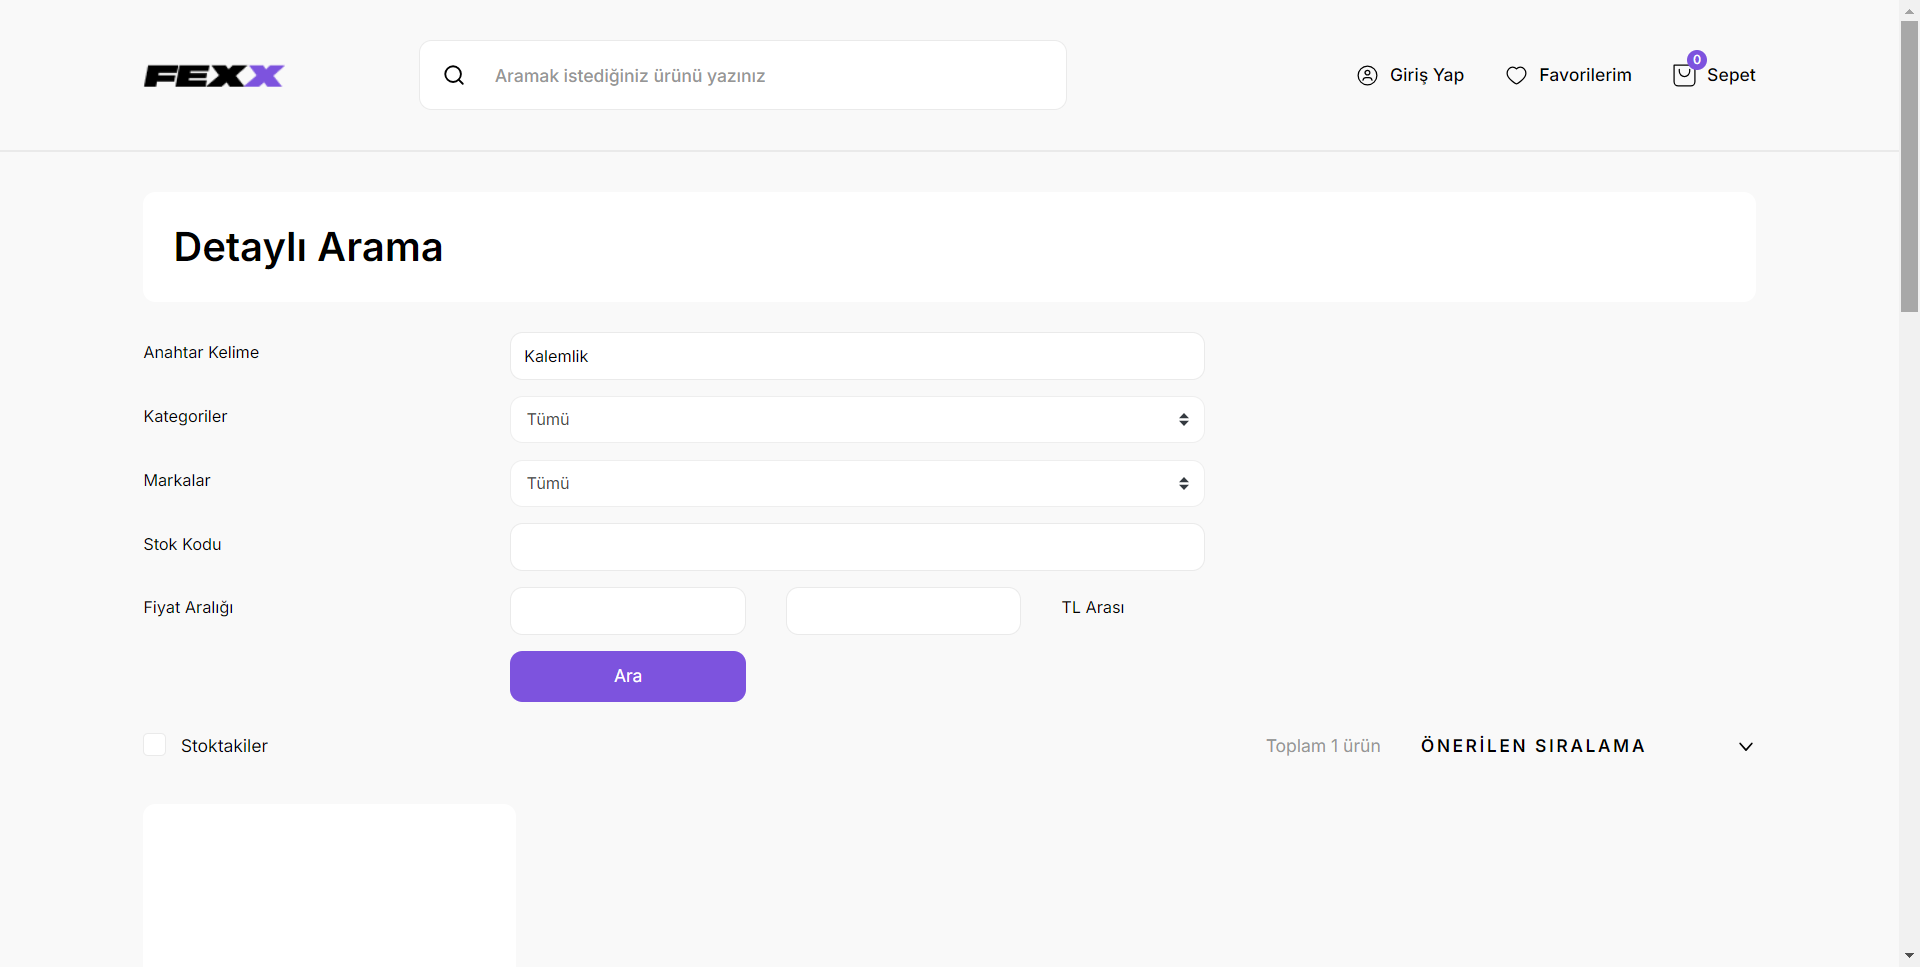 FEXX
Aramak istediğiniz ürünü yazınız
Giriş Yap
Favorilerim
0
Sepet
Detaylı Arama
Anahtar Kelime
Kalemlik
Kategoriler
Tümü
Markalar
Tümü
Stok Kodu
Fiyat Aralığı
TL Arası
Ara
Stoktakiler
Toplam 1 ürün
ÖNERİLEN SIRALAMA